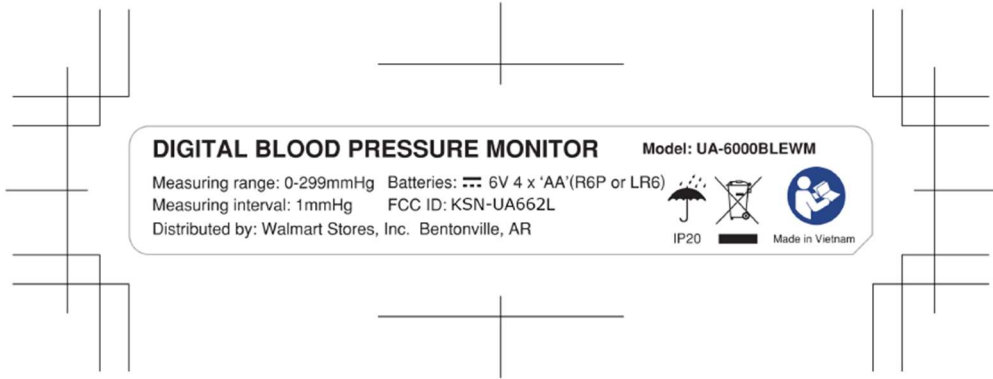 DIGITAL BLOOD PRESSURE MONITOR
Model: UA-6000BLEWM
Measuring range: 0-299mmHg Batteries: ⎓ 6V 4 x ‘AA’(R6P or LR6)
Measuring interval: 1mmHg FCC ID: KSN-UA662L
Distributed by: Walmart Stores, Inc. Bentonville, AR
IP20
Made in Vietnam